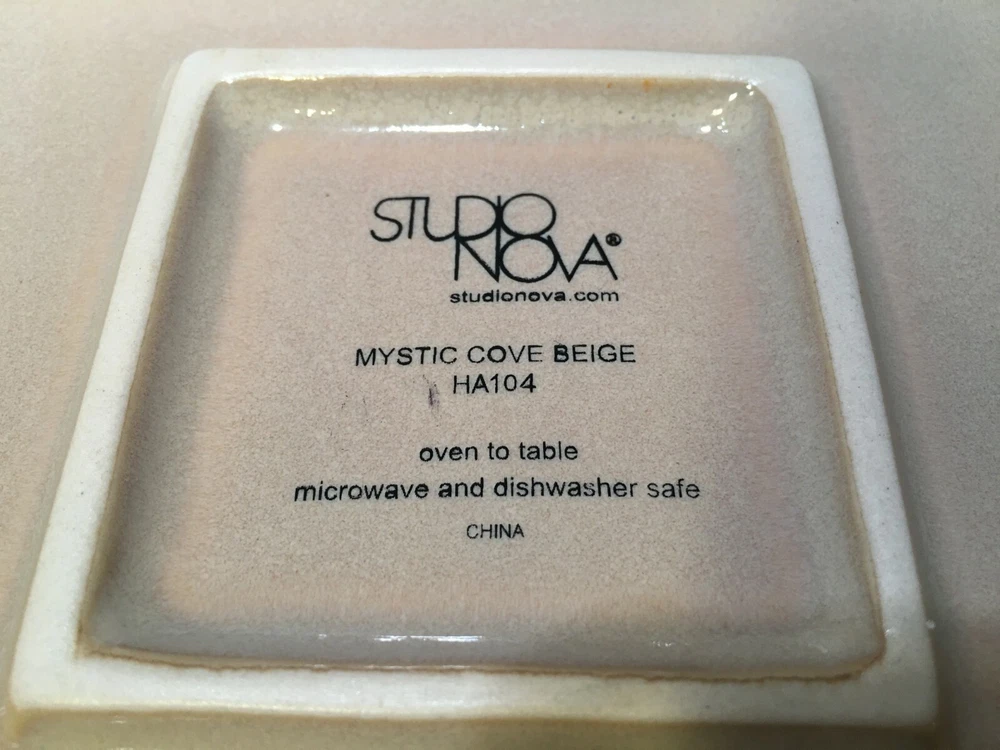 STUDIO
NOVA®
studionova.com
MYSTIC COVE BEIGE
HA104
oven to table
microwave and dishwasher safe
CHINA